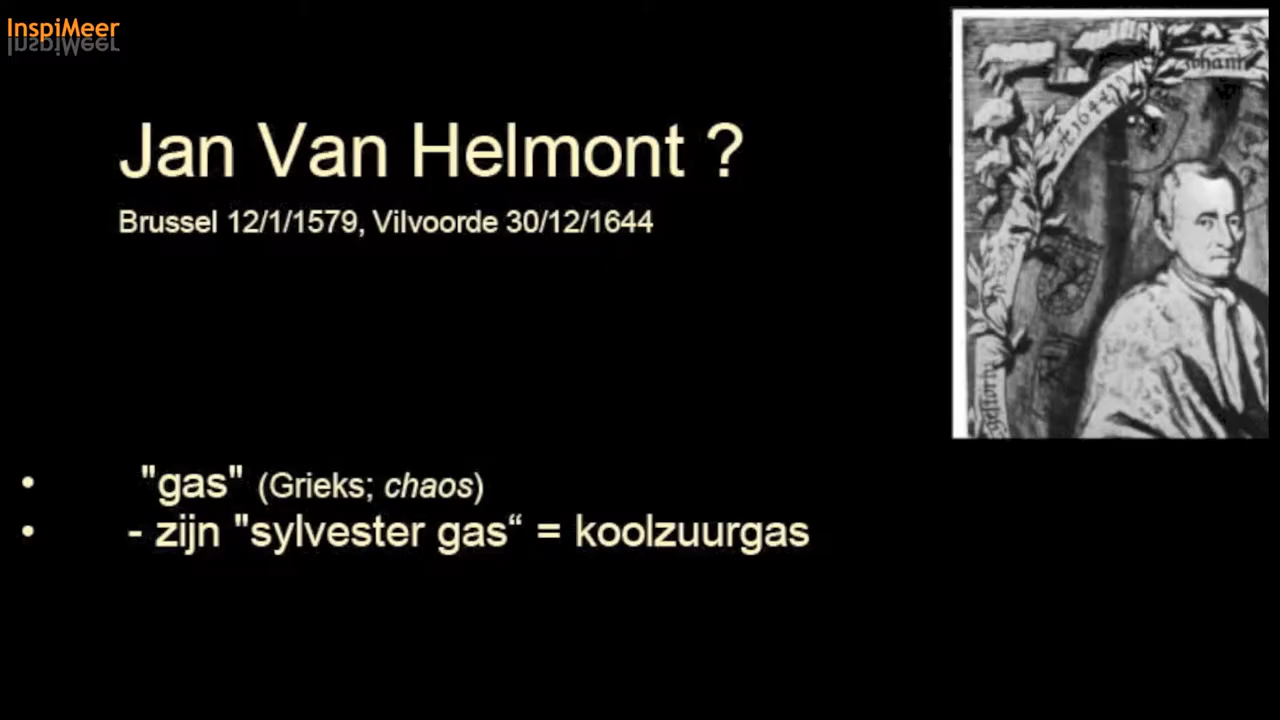 InspiMeer
Jan Van Helmont ?
Brussel 12/1/1579, Vilvoorde 30/12/1644
• "gas" (Grieks; chaos)
• - zijn "sylvester gas“ = koolzuurgas